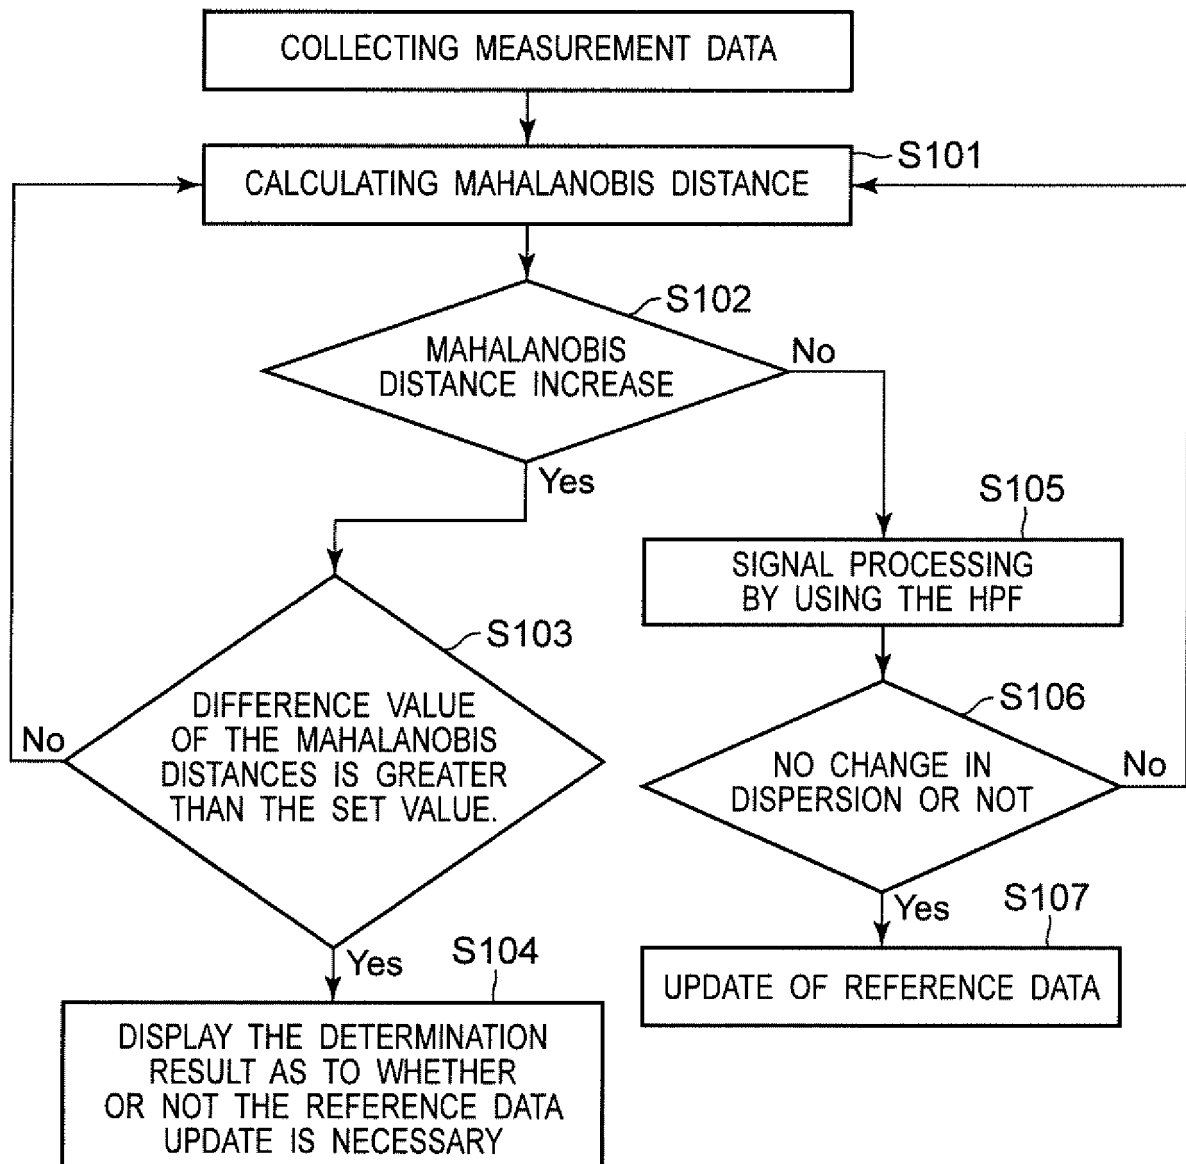 COLLECTING MEASUREMENT DATA
S101
CALCULATING MAHALANOBIS DISTANCE
S102
MAHALANOBIS
DISTANCE INCREASE
No
Yes
S105
SIGNAL PROCESSING
BY USING THE HPF
S103
DIFFERENCE VALUE
OF THE MAHALANOBIS
DISTANCES IS GREATER
THAN THE SET VALUE.
No
S106
NO CHANGE IN
DISPERSION OR NOT
No
Yes
S107
UPDATE OF REFERENCE DATA
Yes
S104
DISPLAY THE DETERMINATION
RESULT AS TO WHETHER
OR NOT THE REFERENCE DATA
UPDATE IS NECESSARY